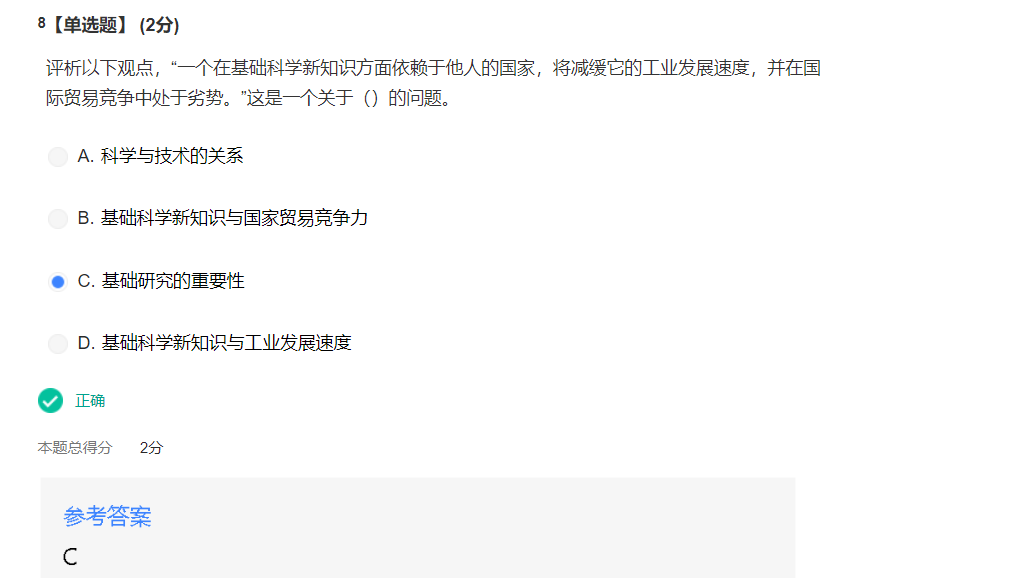 8【单选题】 (2分)
评析以下观点，“一个在基础科学新知识方面依赖于他人的国家，将减缓它的工业发展速度，并在国
际贸易竞争中处于劣势。”这是一个关于（）的问题。
A. 科学与技术的关系
B. 基础科学新知识与国家贸易竞争力
C. 基础研究的重要性
D. 基础科学新知识与工业发展速度
正确
本题总得分 2分
参考答案
C